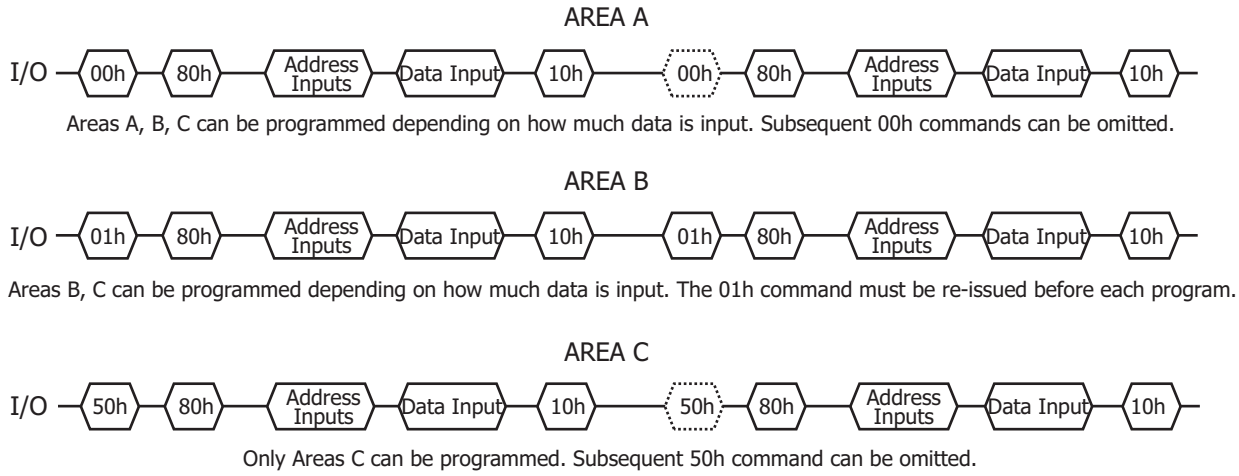 AREA A
I/O 00h 80h Address Inputs Data Input 10h 00h 80h Address Inputs Data Input 10h
Areas A, B, C can be programmed depending on how much data is input. Subsequent 00h commands can be omitted.
AREA B
I/O 01h 80h Address Inputs Data Input 10h 01h 80h Address Inputs Data Input 10h
Areas B, C can be programmed depending on how much data is input. The 01h command must be re-issued before each program.
AREA C
I/O 50h 80h Address Inputs Data Input 10h 50h 80h Address Inputs Data Input 10h
Only Areas C can be programmed. Subsequent 50h command can be omitted.